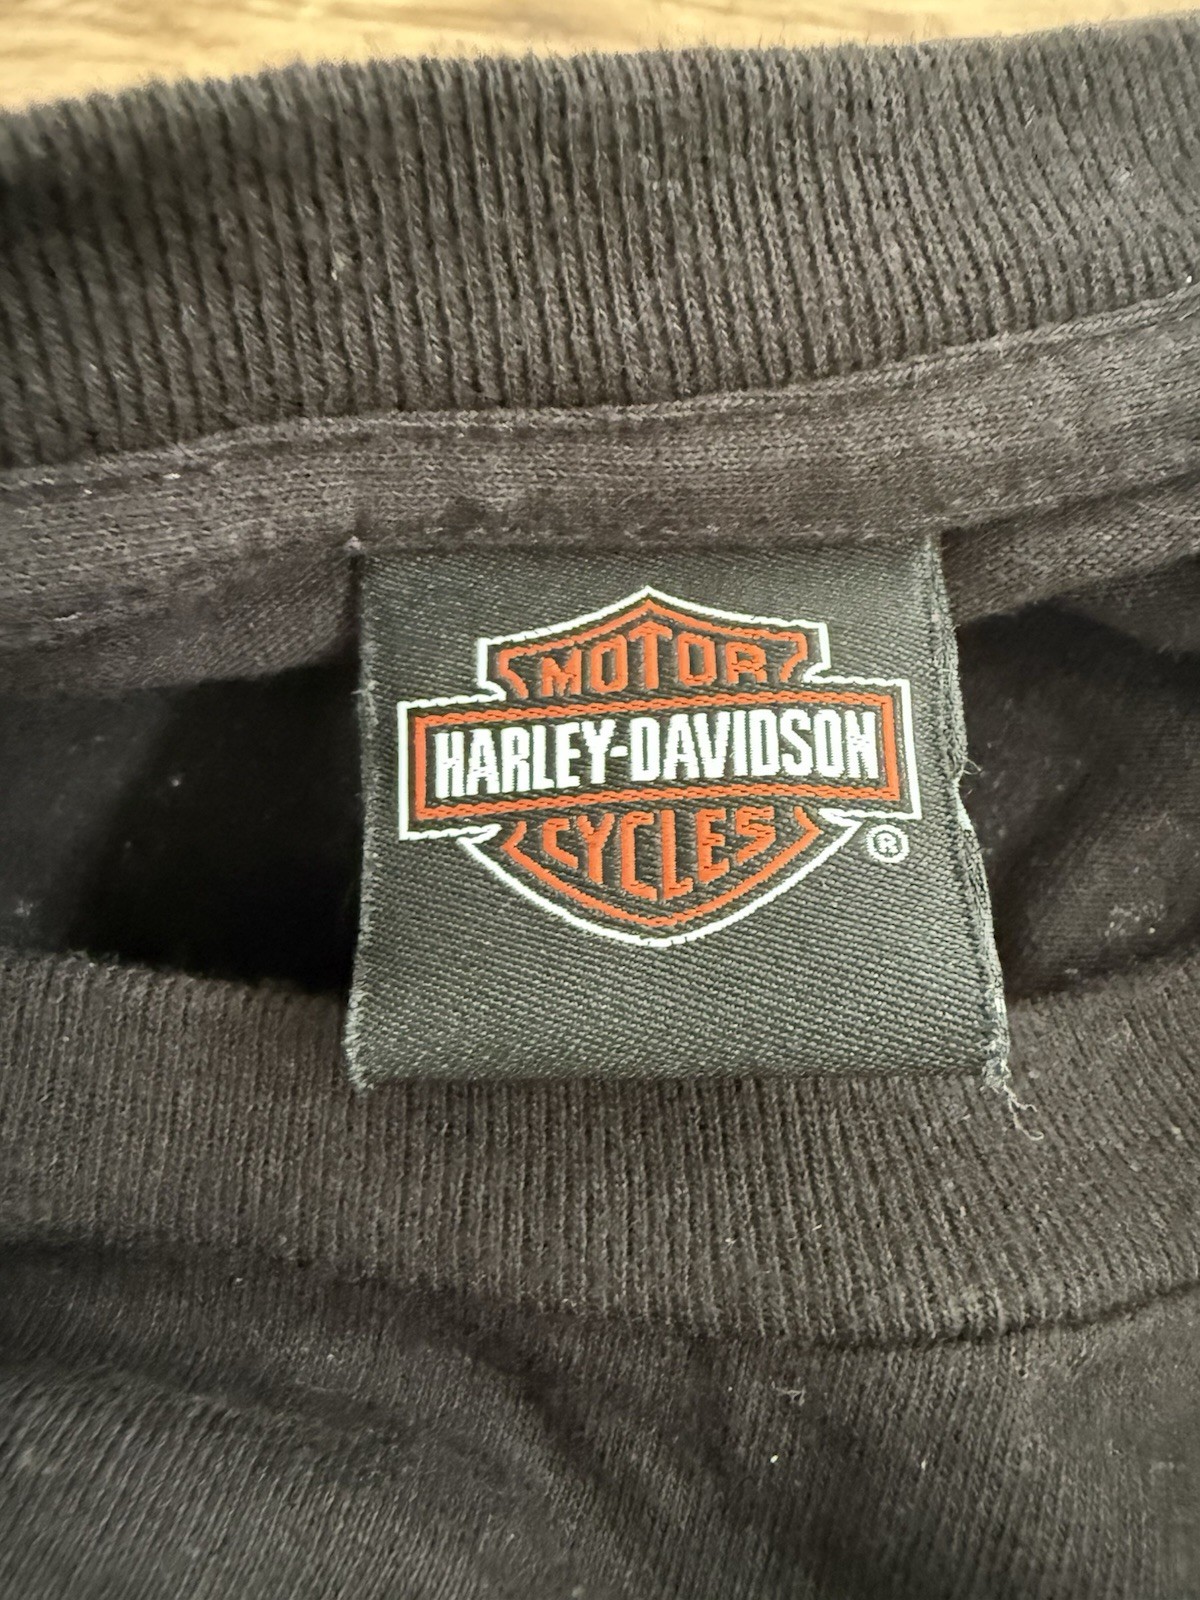 MOTOR
HARLEY-DAVIDSON
CYCLES
®